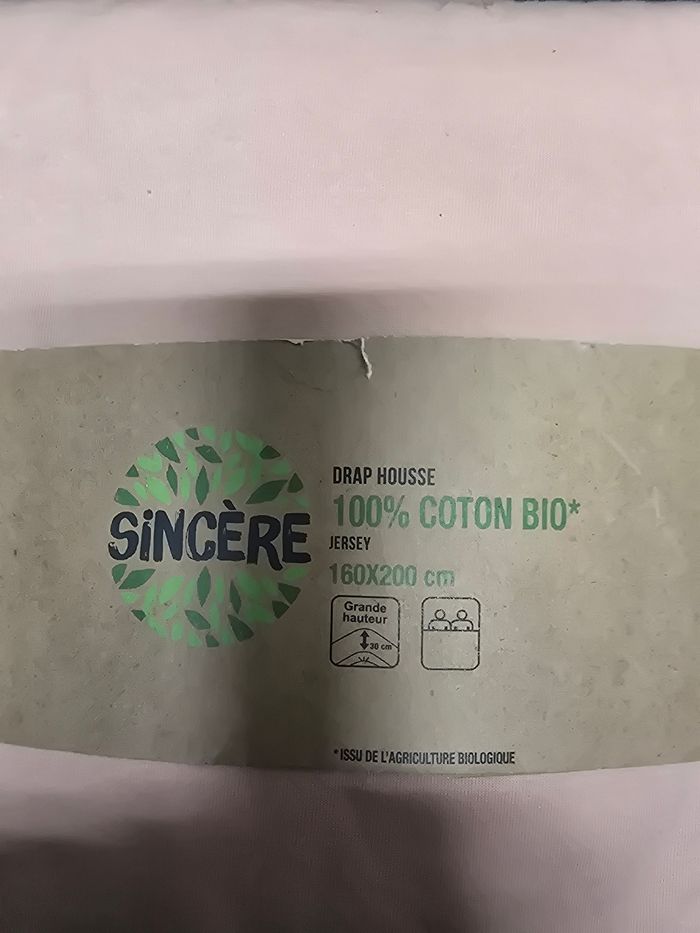 SiNCÈRE
DRAP HOUSSE
100% COTON BIO*
JERSEY
160X200 cm
Grande
hauteur
30 cm
*ISSU DE L'AGRICULTURE BIOLOGIQUE